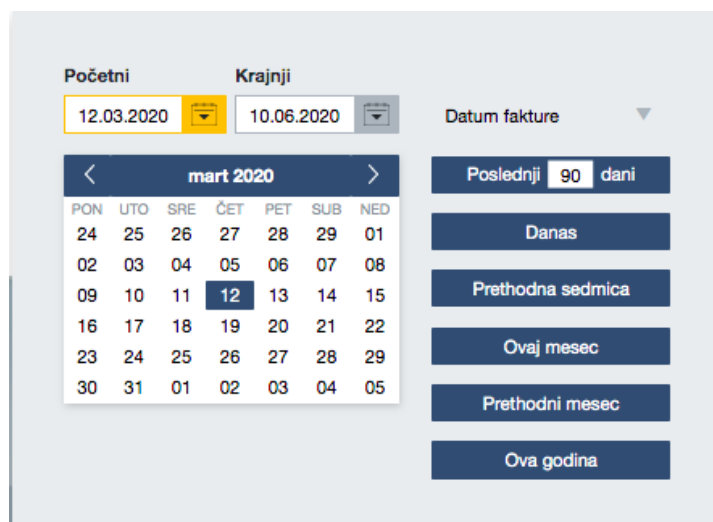 Početni Krajnji
12.03.2020 10.06.2020 Datum fakture
mart 2020
PON UTO SRE ČET PET SUB NED
24 25 26 27 28 29 01
02 03 04 05 06 07 08
09 10 11 12 13 14 15
16 17 18 19 20 21 22
23 24 25 26 27 28 29
30 31 01 02 03 04 05
Poslednji 90 dani
Danas
Prethodna sedmica
Ovaj mesec
Prethodni mesec
Ova godina